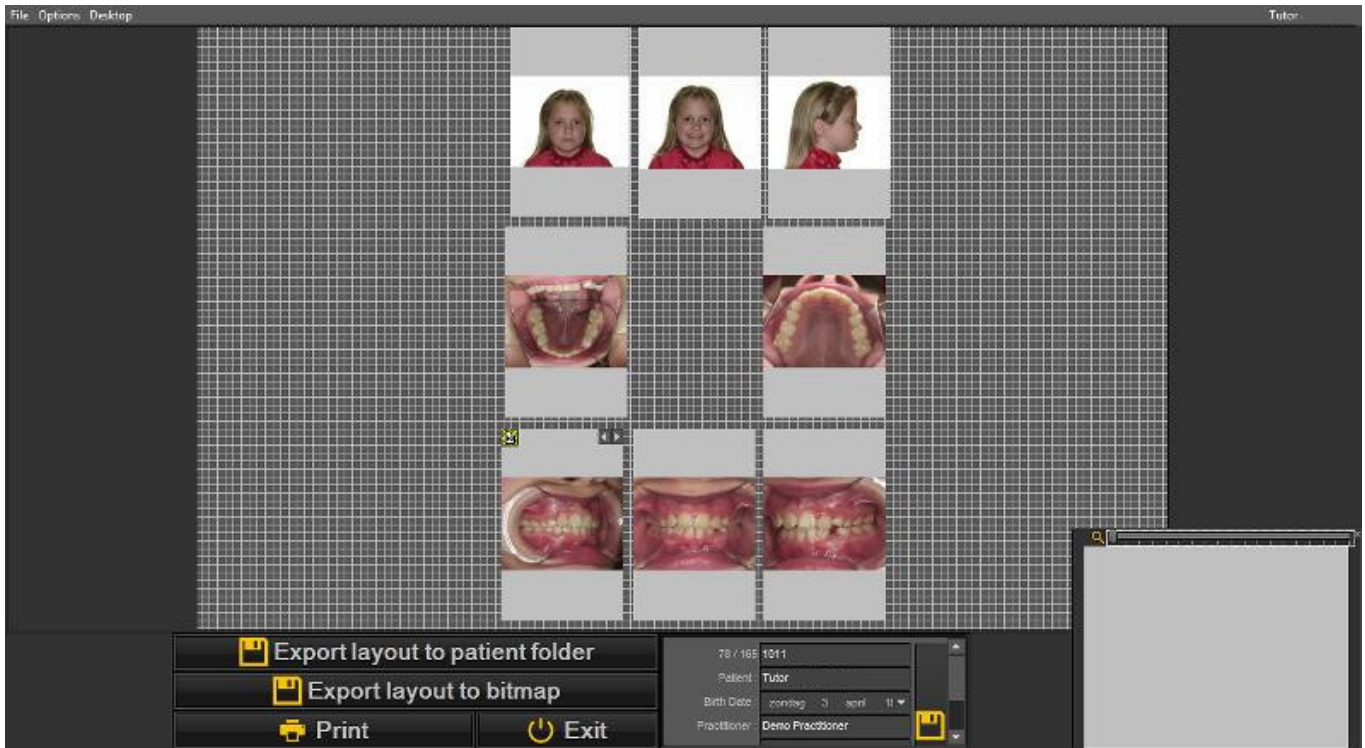 File Options Desktop
Tutor
Export layout to patient folder
Export layout to bitmap
Print
Exit
78 / 165 1011
Patient : Tutor
Birth Date : zondag 3 april
Practitioner : Demo Practitioner